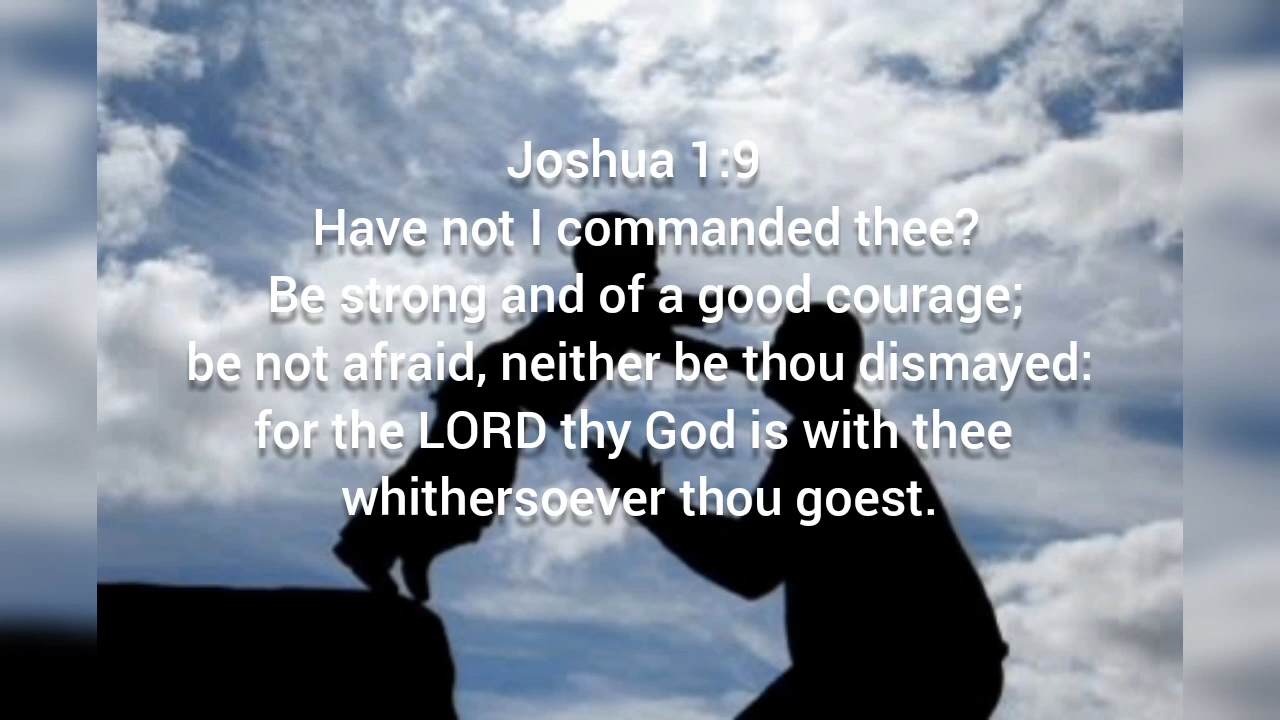 Joshua 1:9
Have not I commanded thee?
Be strong and of a good courage;
be not afraid, neither be thou dismayed:
for the LORD thy God is with thee
whithersoever thou goest.